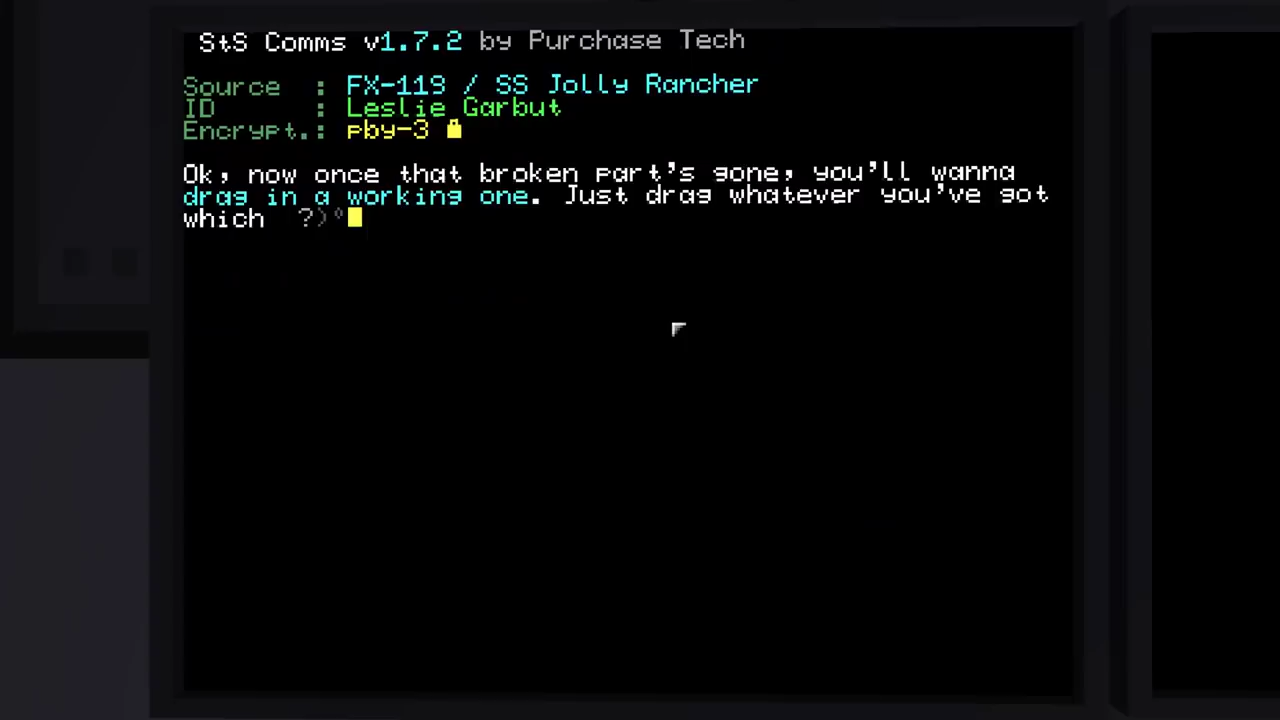 StS Comms v1.7.2 by Purchase Tech
Source : FX-119 / SS Jolly Rancher
ID : Leslie Garbut
Encrypt.: pby-3
Ok, now once that broken part's gone, you'll wanna
drag in a working one. Just drag whatever you've got
which ?)°